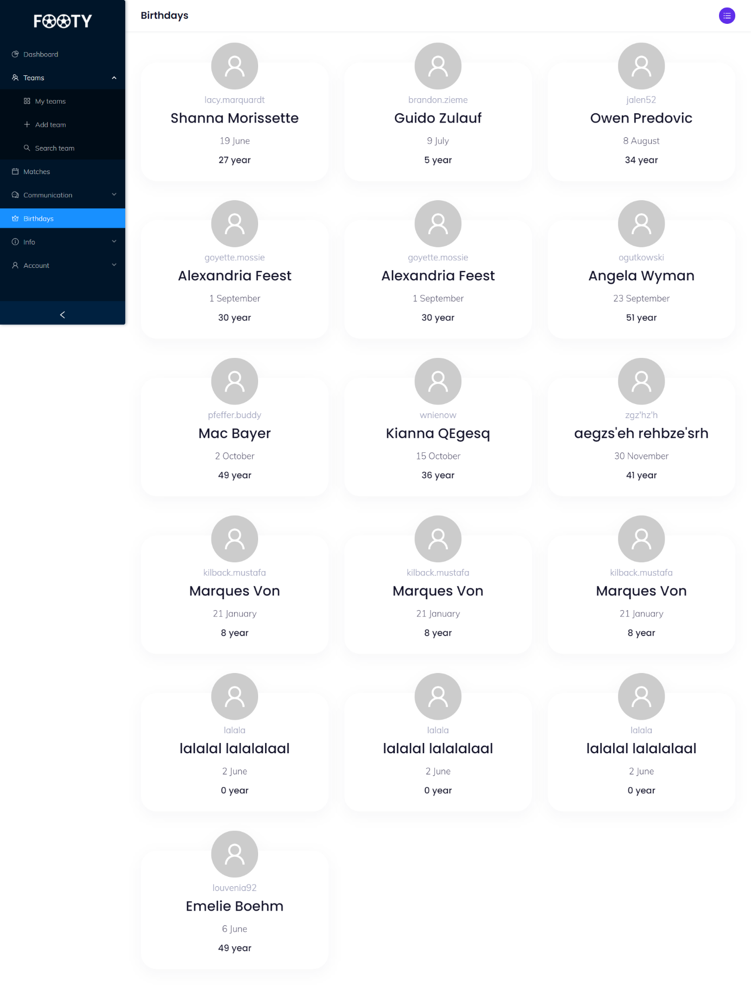 FOOTY
Dashboard
Teams
My teams
Add team
Search team
Matches
Communication
Birthdays
Info
Account
Birthdays
lacy.marquardt
Shanna Morissette
19 June
27 year
brandon.zieme
Guido Zulauf
9 July
5 year
jalen52
Owen Predovic
8 August
34 year
goyette.mossie
Alexandria Feest
1 September
30 year
goyette.mossie
Alexandria Feest
1 September
30 year
ogutkowski
Angela Wyman
23 September
51 year
pfeffer.buddy
Mac Bayer
2 October
49 year
wnienow
Kianna QEgesq
15 October
36 year
zgz'hz'h
aegzs'eh rehbze'srh
30 November
41 year
kilback.mustafa
Marques Von
21 January
8 year
kilback.mustafa
Marques Von
21 January
8 year
kilback.mustafa
Marques Von
21 January
8 year
lalala
lalalal lalalalaal
2 June
0 year
lalala
lalalal lalalalaal
2 June
0 year
lalala
lalalal lalalalaal
2 June
0 year
louvenia92
Emelie Boehm
6 June
49 year